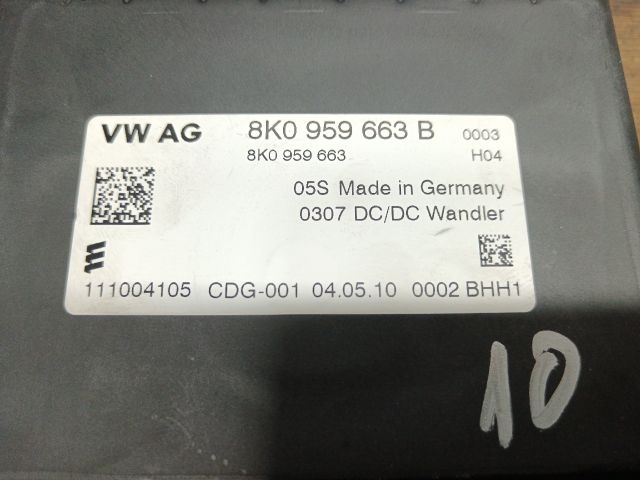 VW AG 8K0 959 663 B 0003
8K0 959 663 H04
05S Made in Germany
0307 DC/DC Wandler
111004105 CDG-001 04.05.10 0002 BHH1
10